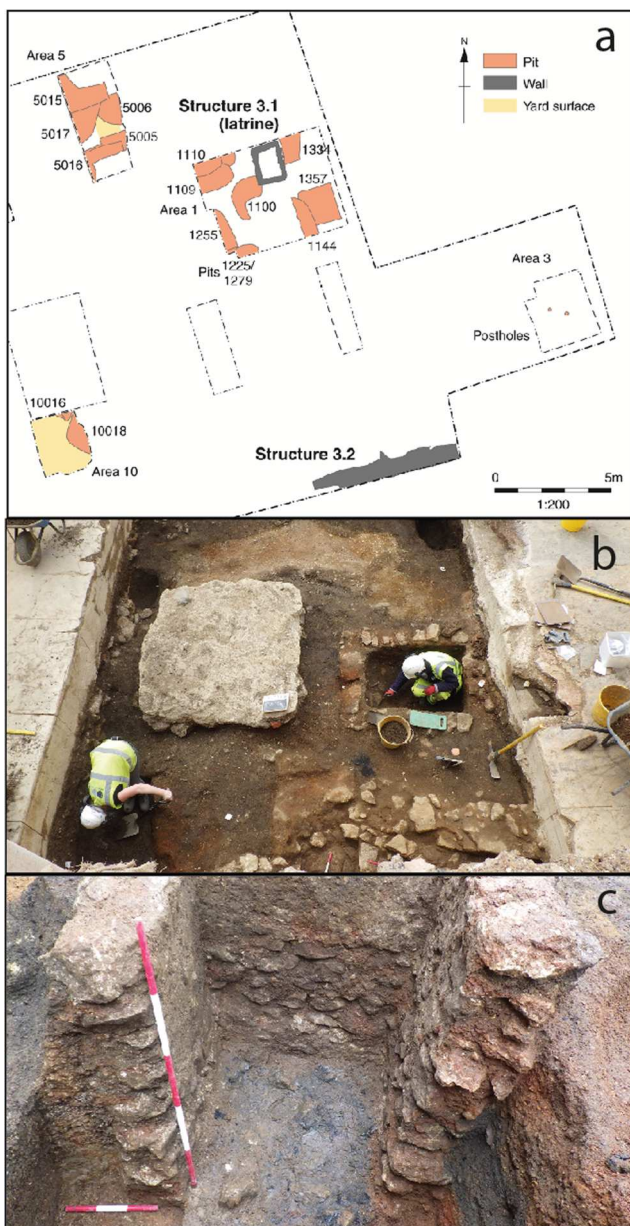 a
Area 5
N
Pit
Wall
Yard surface
5015
5006
5017
5005
5016
Structure 3.1
(latrine)
1110
1334
1109
1357
Area 1
1100
1255
1144
Pits
1225/
1279
Area 3
Postholes
10016
10018
Area 10
Structure 3.2
0
5m
1:200
b
c